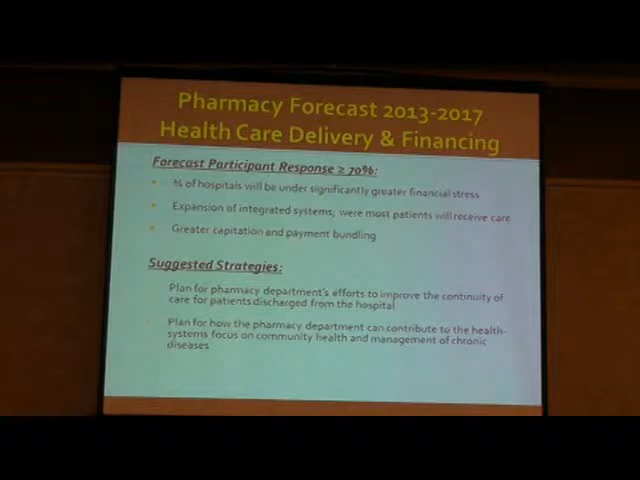 Pharmacy Forecast 2013-2017
Health Care Delivery & Financing
Forecast Participant Response ≥ 70%:
¾ of hospitals will be under significantly greater financial stress
Expansion of integrated systems; were most patients will receive care
Greater capitation and payment bundling
Suggested Strategies:
Plan for pharmacy department's efforts to improve the continuity of
care for patients discharged from the hospital
Plan for how the pharmacy department can contribute to the health-
systems focus on community health and management of chronic
diseases